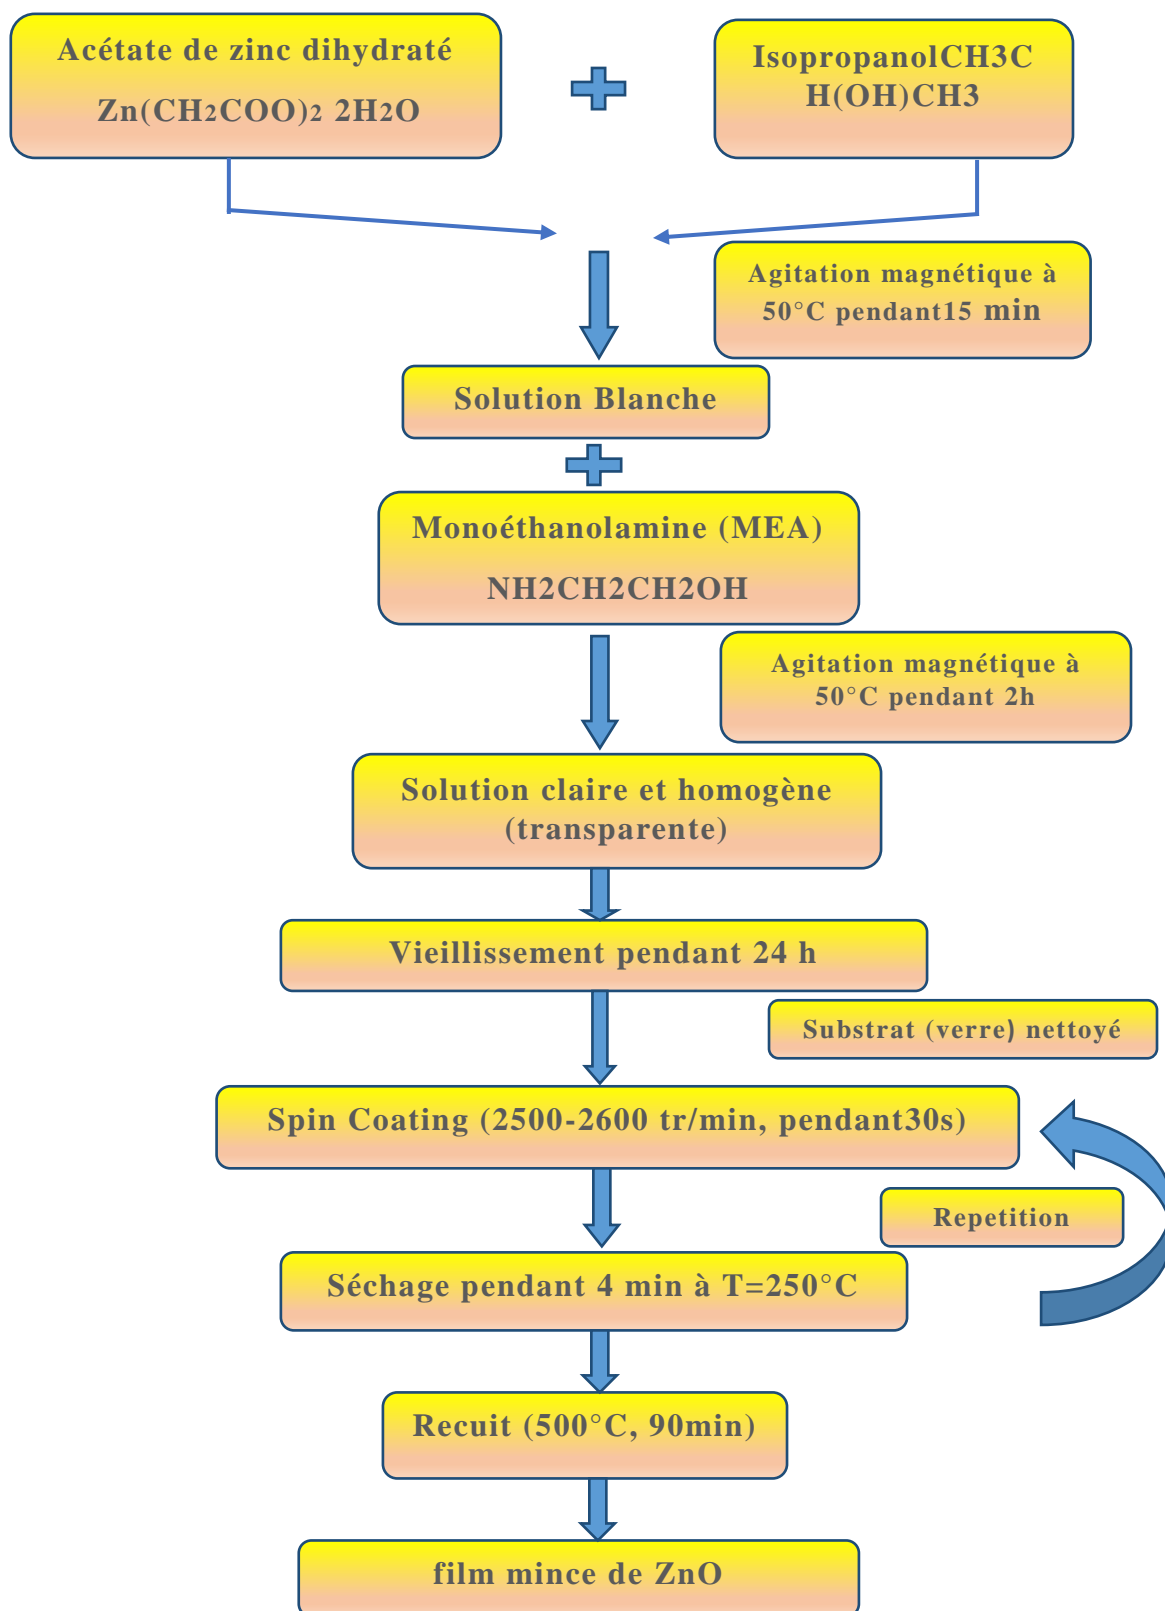 Acétate de zinc dihydraté
Zn(CH2COO)2 2H2O
IsopropanolCH3C
H(OH)CH3
Agitation magnétique à
50°C pendant15 min
Solution Blanche
Monoéthanolamine (MEA)
NH2CH2CH2OH
Agitation magnétique à
50°C pendant 2h
Solution claire et homogène
(transparente)
Vieillissement pendant 24 h
Substrat (verre) nettoyé
Spin Coating (2500-2600 tr/min, pendant30s)
Repetition
Séchage pendant 4 min à T=250°C
Recuit (500°C, 90min)
film mince de ZnO